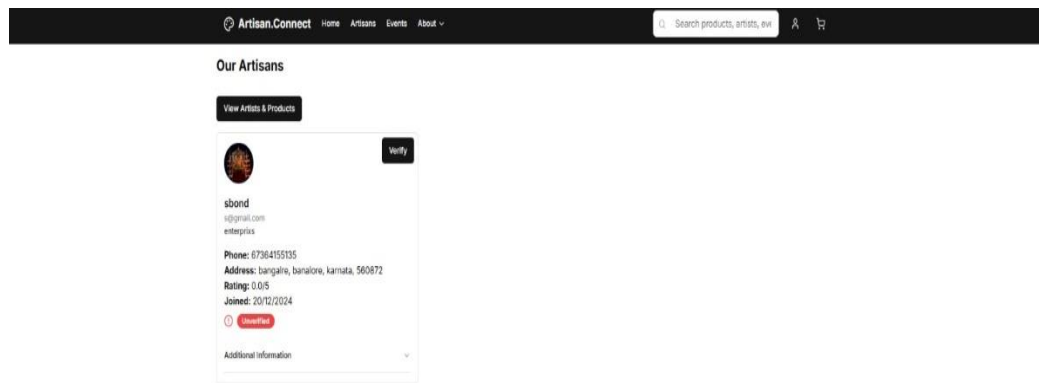 Artisan.Connect Home Artisans Events About
Search products, artists, eve
Our Artisans
View Artists & Products
Verify
sbond
s@gmail.com
enterprixs
Phone: 67364155135
Address: bangalre, banalore, karnata, 560872
Rating: 0.0/5
Joined: 20/12/2024
Unverified
Additional Information